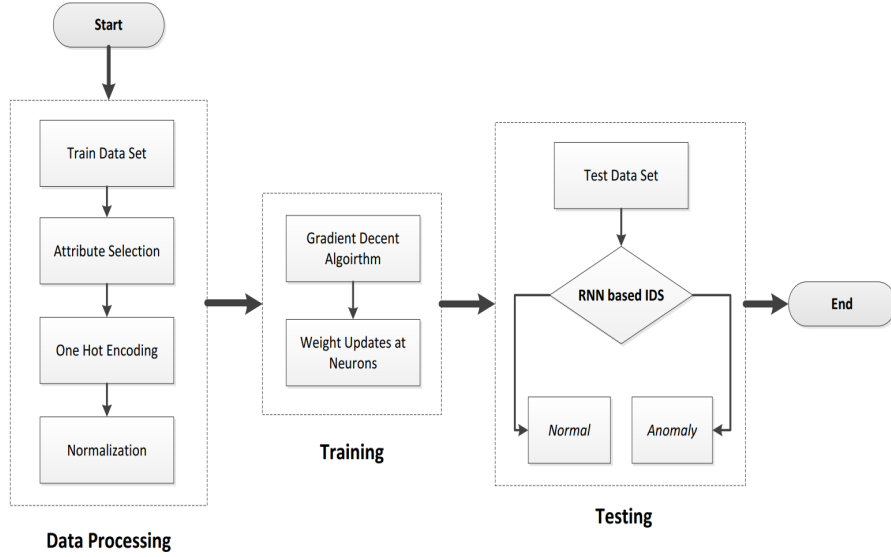 Start
Train Data Set
Attribute Selection
One Hot Encoding
Normalization
Data Processing
Gradient Decent
Algoirthm
Weight Updates at
Neurons
Training
Test Data Set
RNN based IDS
Normal
Anomaly
Testing
End